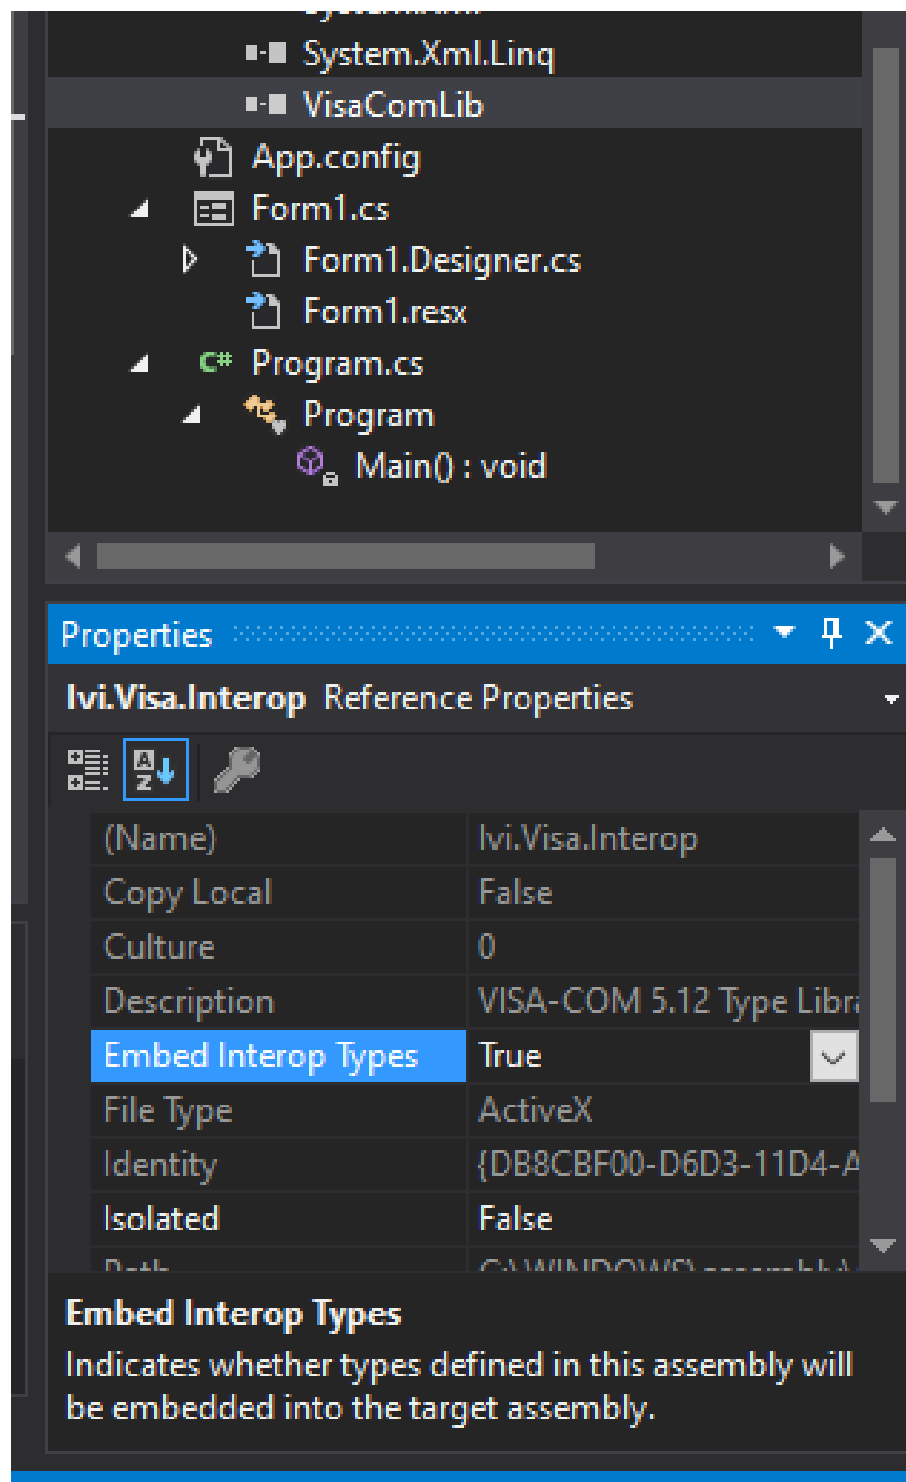 System.Xml.Linq
VisaComLib
App.config
Form1.cs
Form1.Designer.cs
Form1.resx
C# Program.cs
Program
Main() : void
Properties
Ivi.Visa.Interop Reference Properties
(Name) Ivi.Visa.Interop
Copy Local False
Culture 0
Description VISA-COM 5.12 Type Libra
Embed Interop Types True
File Type ActiveX
Identity {DB8CBF00-D6D3-11D4-A
Isolated False
Path C:\WINDOWS\assembly\
Embed Interop Types
Indicates whether types defined in this assembly will
be embedded into the target assembly.